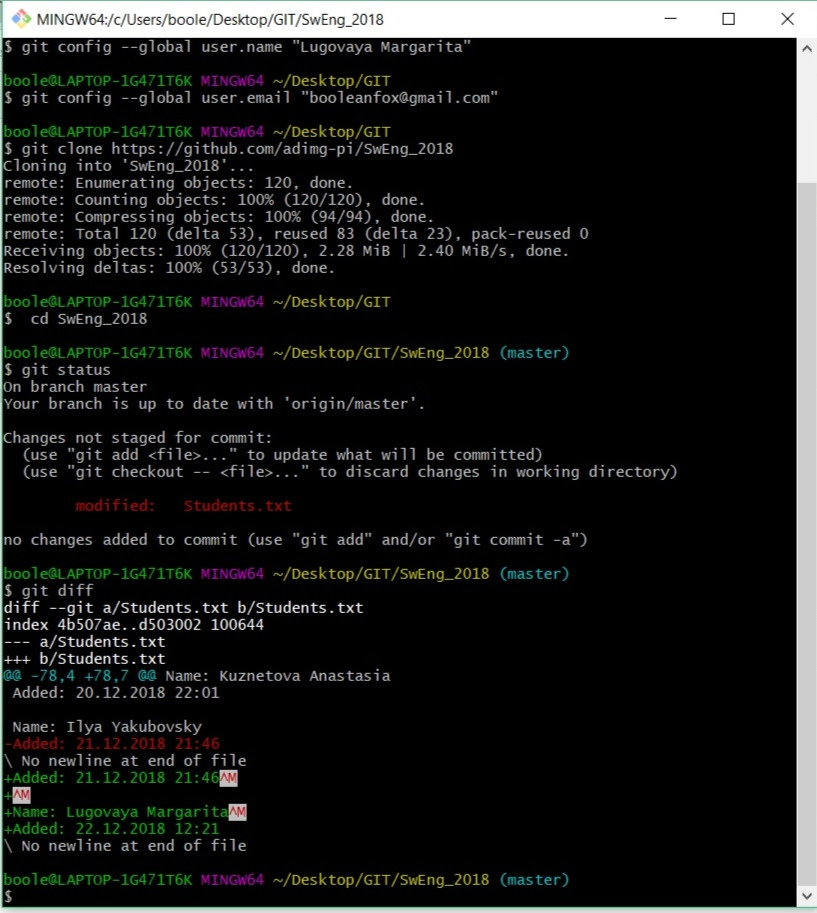 MINGW64:/c/Users/boole/Desktop/GIT/SwEng_2018
$ git config --global user.name "Lugovaya Margarita"
boole@LAPTOP-1G471T6K MINGW64 ~/Desktop/GIT
$ git config --global user.email "booleanfox@gmail.com"
boole@LAPTOP-1G471T6K MINGW64 ~/Desktop/GIT
$ git clone https://github.com/adimg-pi/SwEng_2018
Cloning into 'SwEng_2018'...
remote: Enumerating objects: 120, done.
remote: Counting objects: 100% (120/120), done.
remote: Compressing objects: 100% (94/94), done.
remote: Total 120 (delta 53), reused 83 (delta 23), pack-reused 0
Receiving objects: 100% (120/120), 2.28 MiB | 2.40 MiB/s, done.
Resolving deltas: 100% (53/53), done.
boole@LAPTOP-1G471T6K MINGW64 ~/Desktop/GIT
$  cd SwEng_2018
boole@LAPTOP-1G471T6K MINGW64 ~/Desktop/GIT/SwEng_2018 (master)
$ git status
On branch master
Your branch is up to date with 'origin/master'.
Changes not staged for commit:
  (use "git add <file>..." to update what will be committed)
  (use "git checkout -- <file>..." to discard changes in working directory)
        modified:   Students.txt
no changes added to commit (use "git add" and/or "git commit -a")
boole@LAPTOP-1G471T6K MINGW64 ~/Desktop/GIT/SwEng_2018 (master)
$ git diff
diff --git a/Students.txt b/Students.txt
index 4b507ae..d503002 100644
--- a/Students.txt
+++ b/Students.txt
@@ -78,4 +78,7 @@ Name: Kuznetova Anastasia
 Added: 20.12.2018 22:01
 Name: Ilya Yakubovsky
-Added: 21.12.2018 21:46
\ No newline at end of file
+Added: 21.12.2018 21:46^M
+^M
+Name: Lugovaya Margarita^M
+Added: 22.12.2018 12:21
\ No newline at end of file
boole@LAPTOP-1G471T6K MINGW64 ~/Desktop/GIT/SwEng_2018 (master)
$